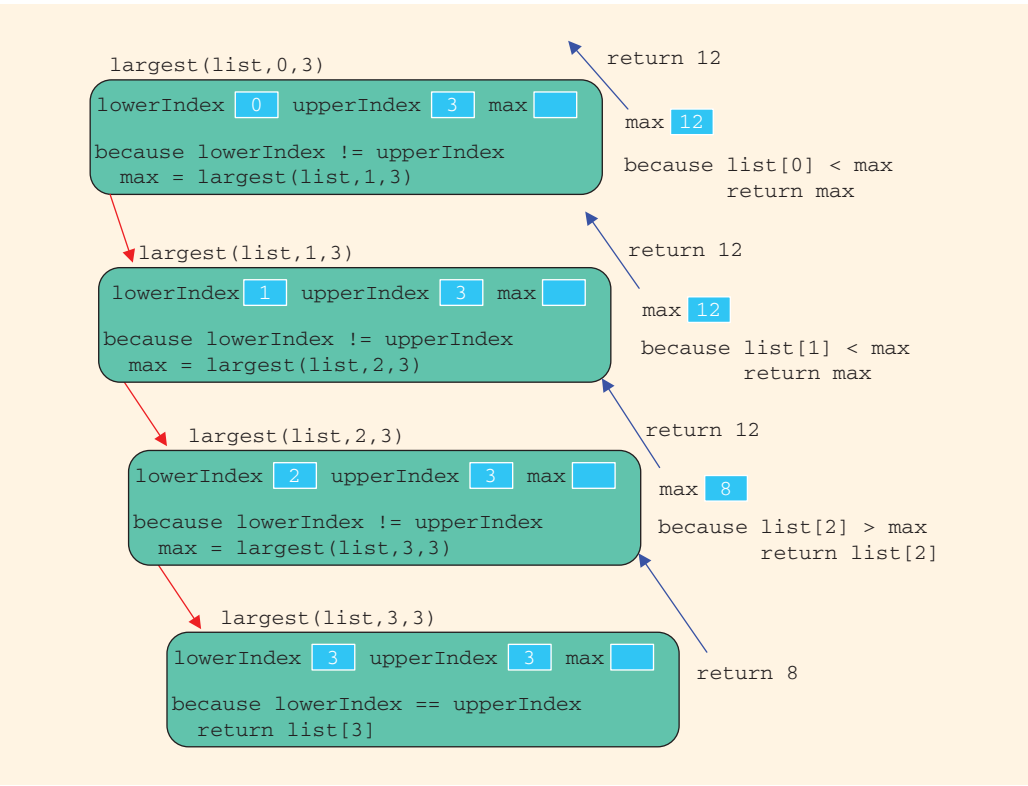 return 12
largest(list,0,3)
lowerIndex 0 upperIndex 3 max
max 12
because lowerIndex != upperIndex
max = largest(list,1,3)
because list[0] < max
return max
largest(list,1,3)
return 12
lowerIndex 1 upperIndex 3 max
max 12
because lowerIndex != upperIndex
max = largest(list,2,3)
because list[1] < max
return max
largest(list,2,3)
return 12
lowerIndex 2 upperIndex 3 max
max 8
because lowerIndex != upperIndex
max = largest(list,3,3)
because list[2] > max
return list[2]
largest(list,3,3)
lowerIndex 3 upperIndex 3 max
return 8
because lowerIndex == upperIndex
return list[3]